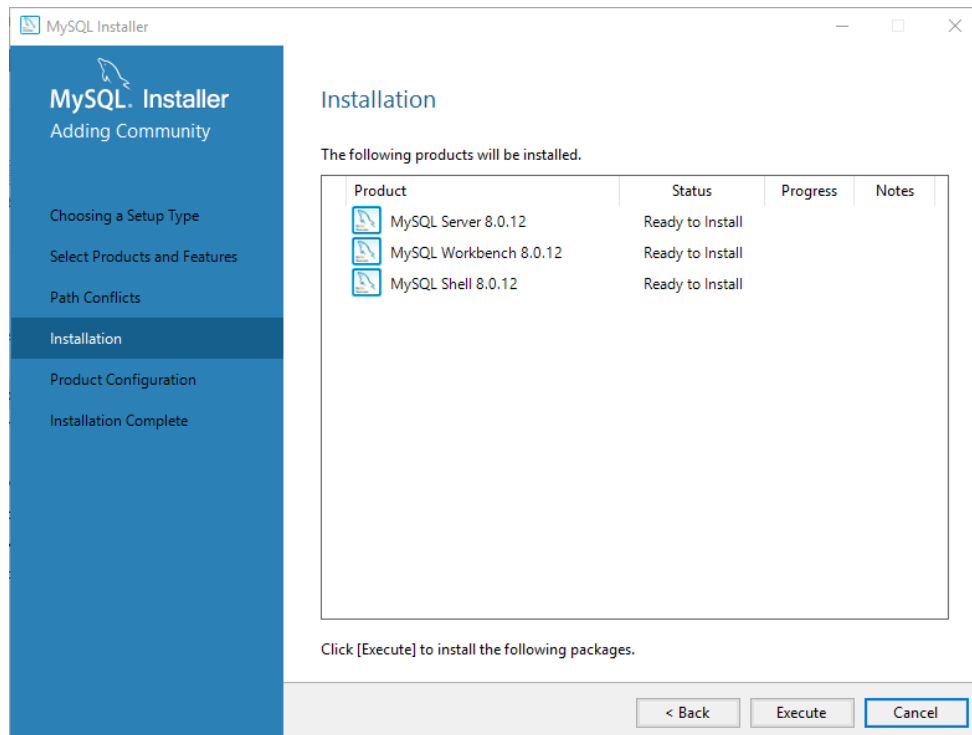 MySQL Installer
MySQL. Installer
Adding Community
Choosing a Setup Type
Select Products and Features
Path Conflicts
Installation
Product Configuration
Installation Complete
Installation
The following products will be installed.
Product Status Progress Notes
MySQL Server 8.0.12 Ready to Install
MySQL Workbench 8.0.12 Ready to Install
MySQL Shell 8.0.12 Ready to Install
Click [Execute] to install the following packages.
< Back Execute Cancel